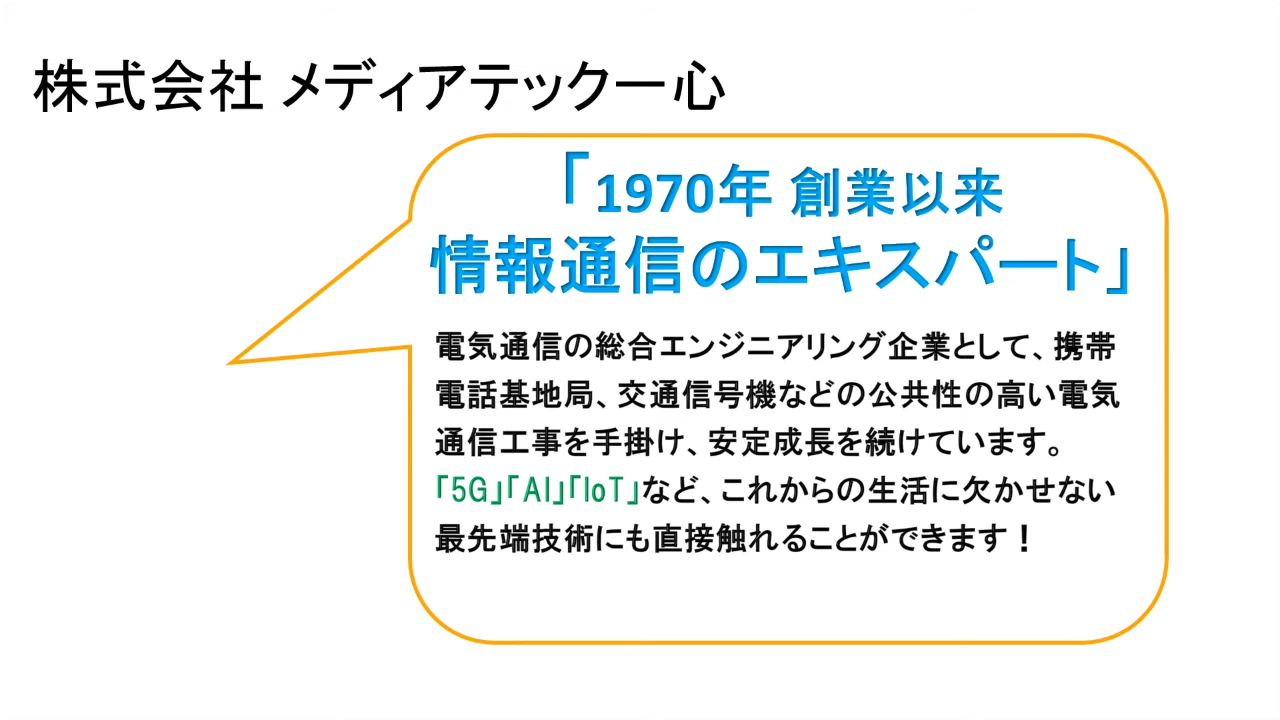 株式会社 メディアテック一心
「1970年 創業以来
情報通信のエキスパート」
電気通信の総合エンジニアリング企業として、携帯
電話基地局、交通信号機などの公共性の高い電気
通信工事を手掛け、安定成長を続けています。
「5G」「AI」「IoT」など、これからの生活に欠かせない
最先端技術にも直接触れることができます！